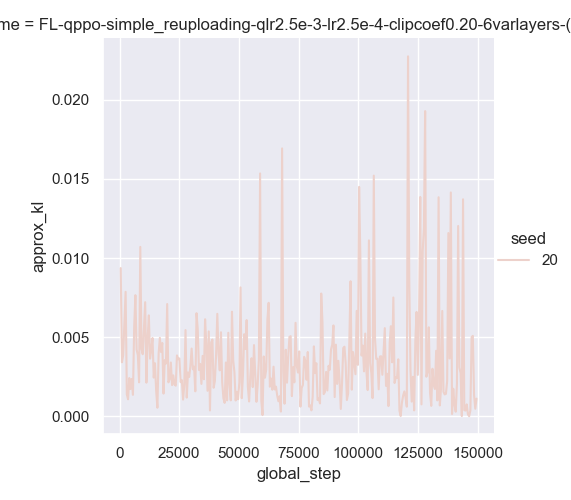 me = FL-qppo-simple_reuploading-qlr2.5e-3-lr2.5e-4-clipcoef0.20-6varlayers-(
0.020
0.015
0.010
0.005
0.000
approx_kl
0 25000 50000 75000 100000 125000 150000
global_step
seed
20